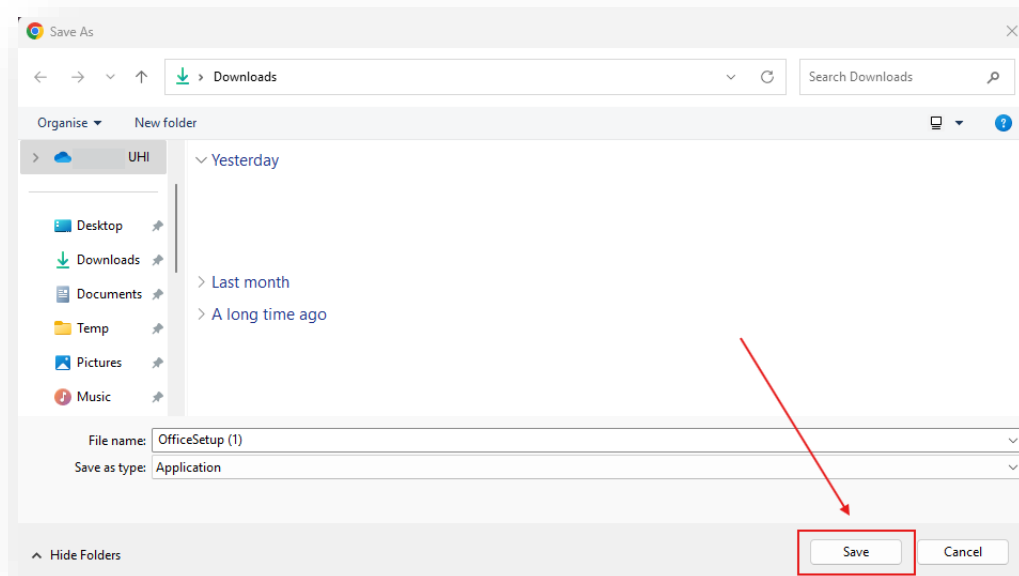 Save As
Downloads
Search Downloads
Organise
New folder
?
UHI
Yesterday
Desktop
Downloads
Last month
Documents
A long time ago
Temp
Pictures
Music
File name: OfficeSetup (1)
Save as type: Application
Hide Folders
Save
Cancel